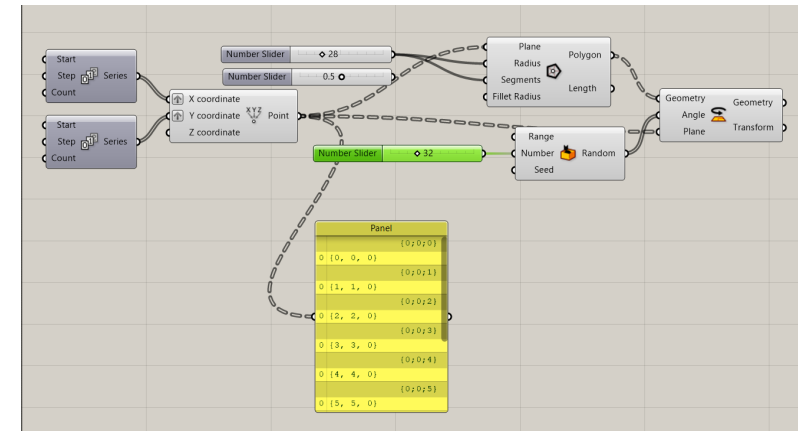 Start
Step
Count
Series
Start
Step
Count
Series
X coordinate
Y coordinate
Z coordinate
XYZ
Point
Number Slider
28
Number Slider
0.5
Number Slider
32
Plane
Radius
Segments
Fillet Radius
Polygon
Length
Range
Number
Seed
Random
Geometry
Angle
Plane
Geometry
Transform
Panel
{0;0;0}
0 {0, 0, 0}
{0;0;1}
0 {1, 1, 0}
{0;0;2}
0 {2, 2, 0}
{0;0;3}
0 {3, 3, 0}
{0;0;4}
0 {4, 4, 0}
{0;0;5}
0 {5, 5, 0}